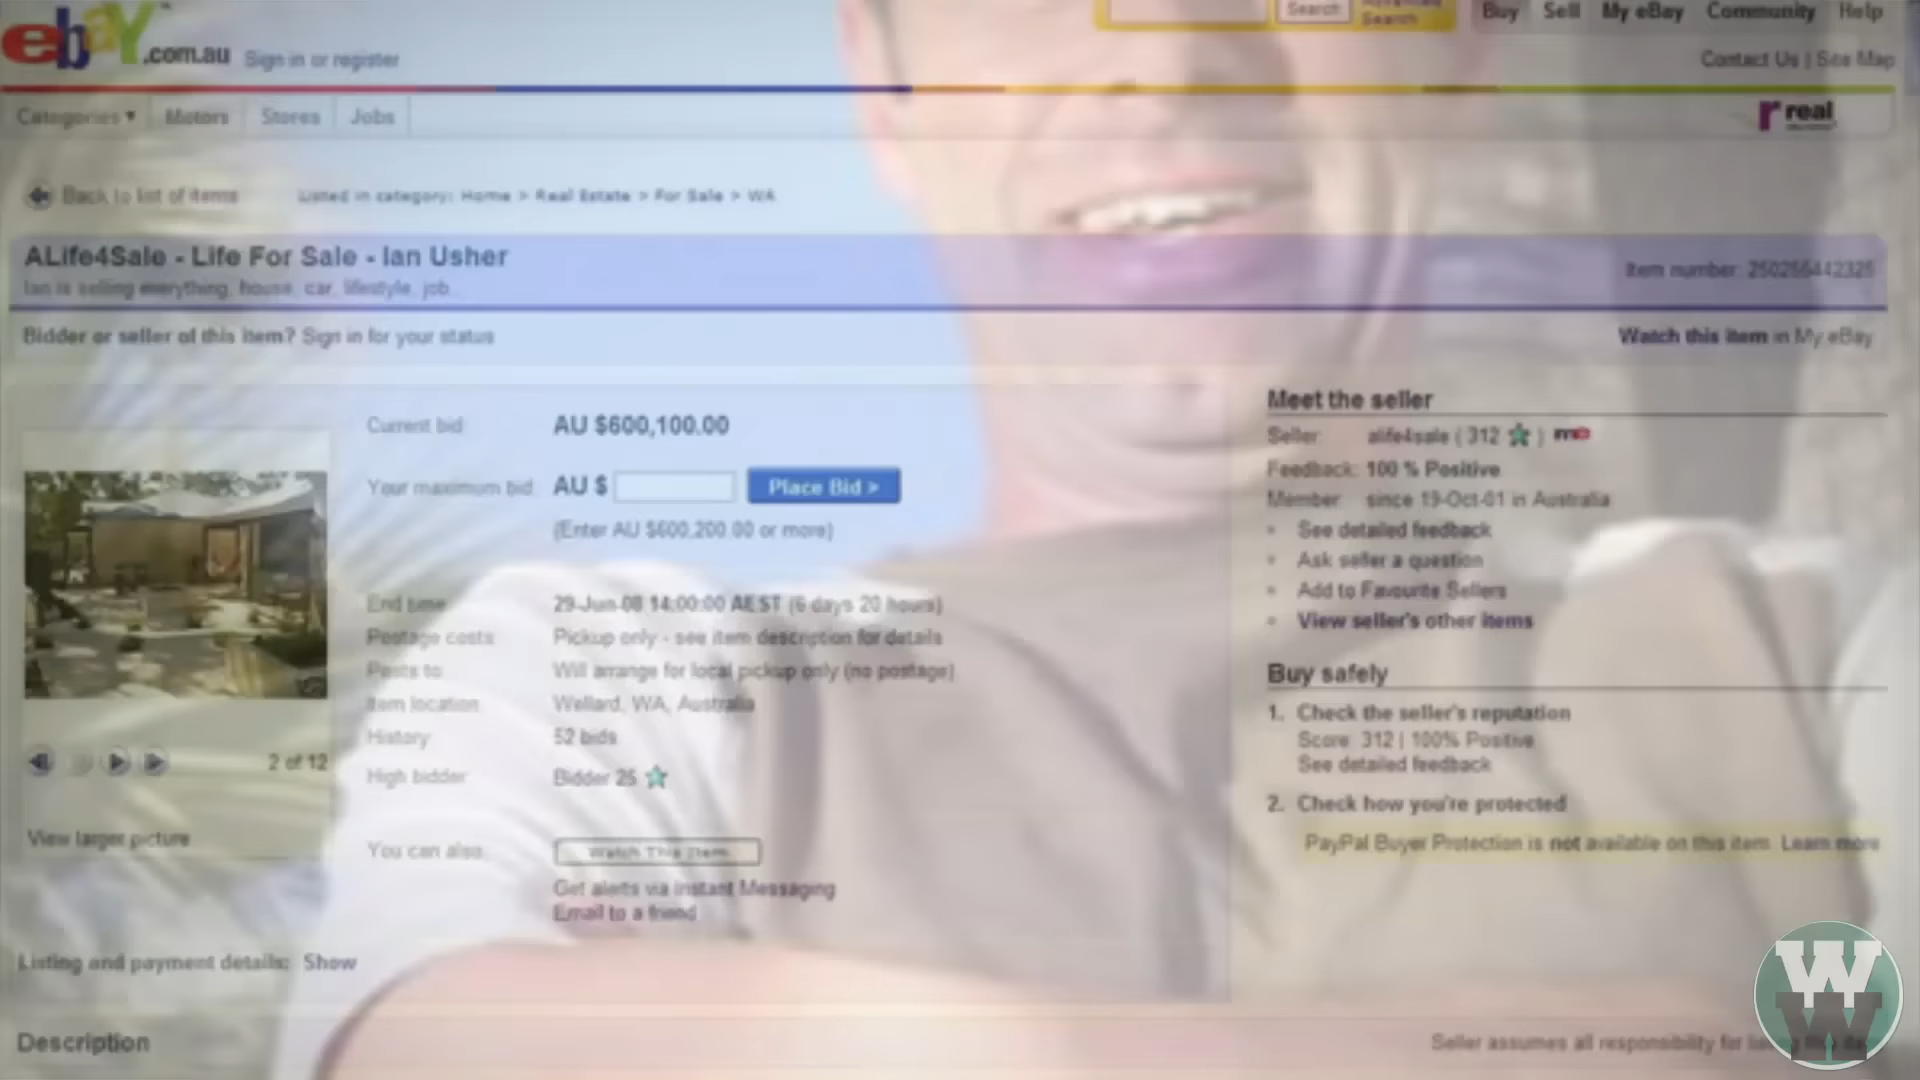 ebay.com.au Sign in or register
Search
Advanced Search
Buy Sell My eBay Community Help
Contact Us | Site Map
Categories ▼ Motors Stores Jobs
real
Back to list of items
Listed in category: Home > Real Estate > For Sale > WA
ALife4Sale - Life For Sale - Ian Usher
Item number: 250256442325
Ian is selling everything, house, car, lifestyle, job..
Bidder or seller of this item? Sign in for your status
Watch this item in My eBay
Current bid: AU $600,100.00
Your maximum bid: AU $
Place Bid >
(Enter AU $600,200.00 or more)
End time: 29-Jun-08 14:00:00 AEST (6 days 20 hours)
Postage costs: Pickup only - see item description for details
Posts to: Will arrange for local pickup only (no postage)
Item location: Wellard, WA, Australia
History: 52 bids
High bidder: Bidder 25
2 of 12
View larger picture
You can also: Watch This Item
Get alerts via Instant Messaging
Email to a friend
Meet the seller
Seller: alife4sale ( 312 ) me
Feedback: 100 % Positive
Member: since 19-Oct-01 in Australia
See detailed feedback
Ask seller a question
Add to Favourite Sellers
View seller's other items
Buy safely
1. Check the seller's reputation
Score: 312 | 100% Positive
See detailed feedback
2. Check how you're protected
PayPal Buyer Protection is not available on this item. Learn more
Listing and payment details: Show
Description
Seller assumes all responsibility for
WW